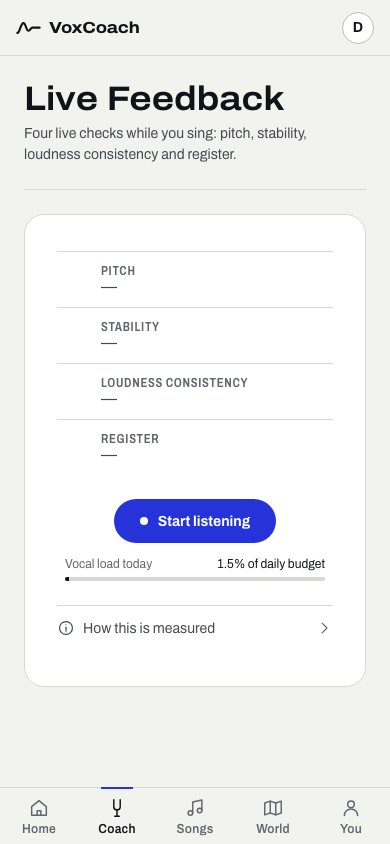 VoxCoach
D
Live Feedback
Four live checks while you sing: pitch, stability,
loudness consistency and register.
PITCH
—
STABILITY
—
LOUDNESS CONSISTENCY
—
REGISTER
—
Start listening
Vocal load today 1.5% of daily budget
How this is measured
Home Coach Songs World You